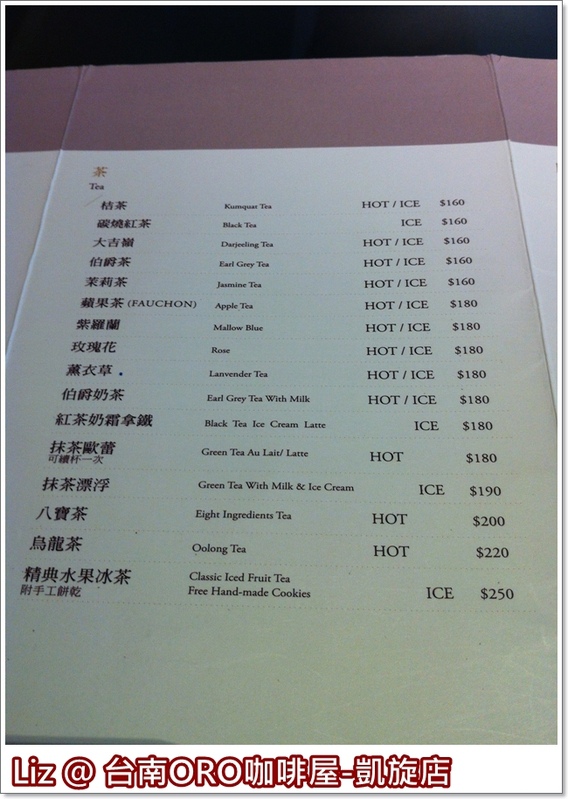 茶
Tea
桔茶 Kumquat Tea HOT / ICE $160
碳燒紅茶 Black Tea ICE $160
大吉嶺 Darjeeling Tea HOT / ICE $160
伯爵茶 Earl Grey Tea HOT / ICE $160
茉莉茶 Jasmine Tea HOT / ICE $160
蘋果茶 (FAUCHON) Apple Tea HOT / ICE $180
紫羅蘭 Mallow Blue HOT / ICE $180
玫瑰花 Rose HOT / ICE $180
薰衣草 Lanvender Tea HOT / ICE $180
伯爵奶茶 Earl Grey Tea With Milk HOT / ICE $180
紅茶奶霜拿鐵 Black Tea Ice Cream Latte ICE $180
抹茶歐蕾 Green Tea Au Lait/ Latte HOT $180
可續杯一次
抹茶漂浮 Green Tea With Milk & Ice Cream ICE $190
八寶茶 Eight Ingredients Tea HOT $200
烏龍茶 Oolong Tea HOT $220
精典水果冰茶 Classic Iced Fruit Tea
附手工餅乾 Free Hand-made Cookies ICE $250
Liz @ 台南ORO咖啡屋-凱旋店